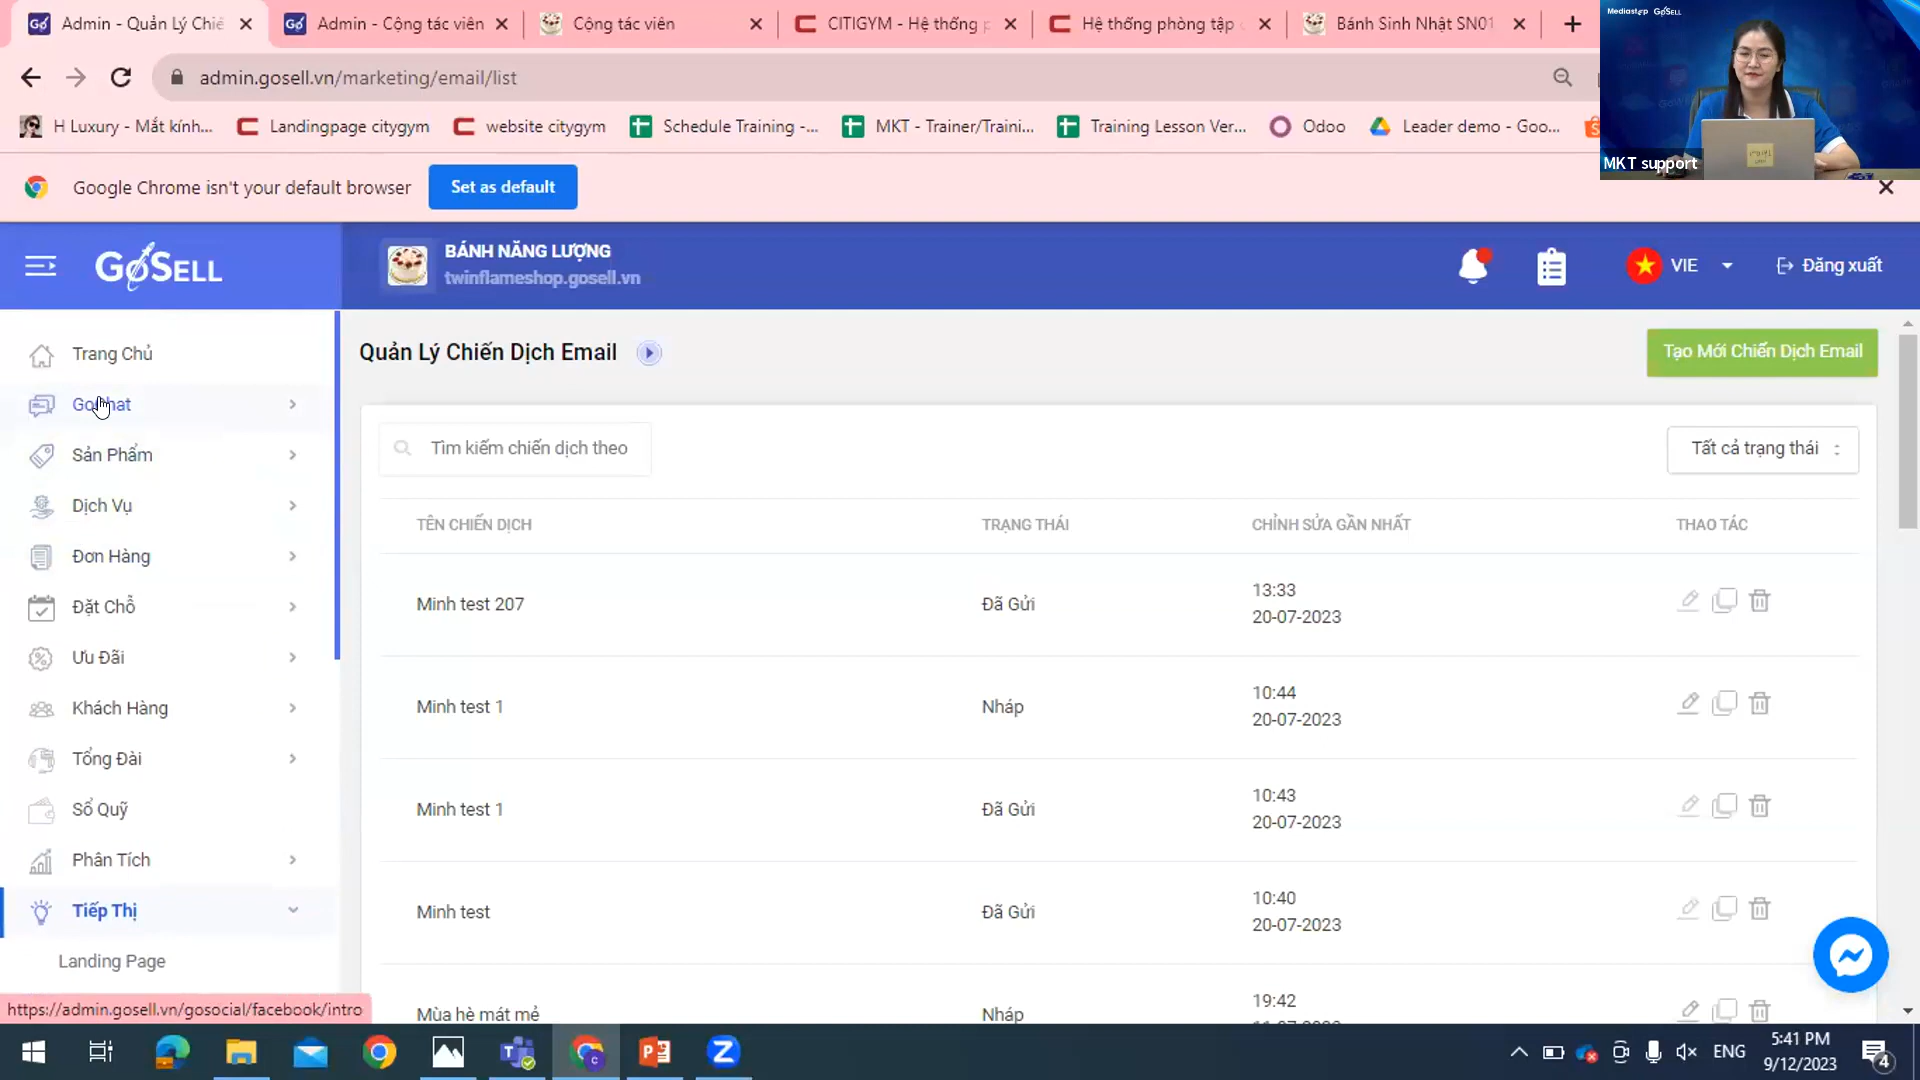 Admin - Quản Lý Chiế
Admin - Cộng tác viên
Cộng tác viên
CITIGYM - Hệ thống p
Hệ thống phòng tập
Bánh Sinh Nhật SN01
Mediastep GoSELL
admin.gosell.vn/marketing/email/list
H Luxury - Mắt kính...
Landingpage citygym
website citygym
Schedule Training -...
MKT - Trainer/Traini...
Training Lesson Ver...
Odoo
Leader demo - Goo...
MKT support
Google Chrome isn't your default browser
Set as default
GoSELL
BÁNH NĂNG LƯỢNG
twinflameshop.gosell.vn
VIE
Đăng xuất
Trang Chủ
GoChat
Sản Phẩm
Dịch Vụ
Đơn Hàng
Đặt Chỗ
Ưu Đãi
Khách Hàng
Tổng Đài
Sổ Quỹ
Phân Tích
Tiếp Thị
Landing Page
Quản Lý Chiến Dịch Email
Tạo Mới Chiến Dịch Email
Tìm kiếm chiến dịch theo
Tất cả trạng thái
TÊN CHIẾN DỊCH
TRẠNG THÁI
CHỈNH SỬA GẦN NHẤT
THAO TÁC
Minh test 207
Đã Gửi
13:33
20-07-2023
Minh test 1
Nháp
10:44
20-07-2023
Minh test 1
Đã Gửi
10:43
20-07-2023
Minh test
Đã Gửi
10:40
20-07-2023
Mùa hè mát mẻ
Nháp
19:42
https://admin.gosell.vn/gosocial/facebook/intro
ENG
5:41 PM
9/12/2023
4